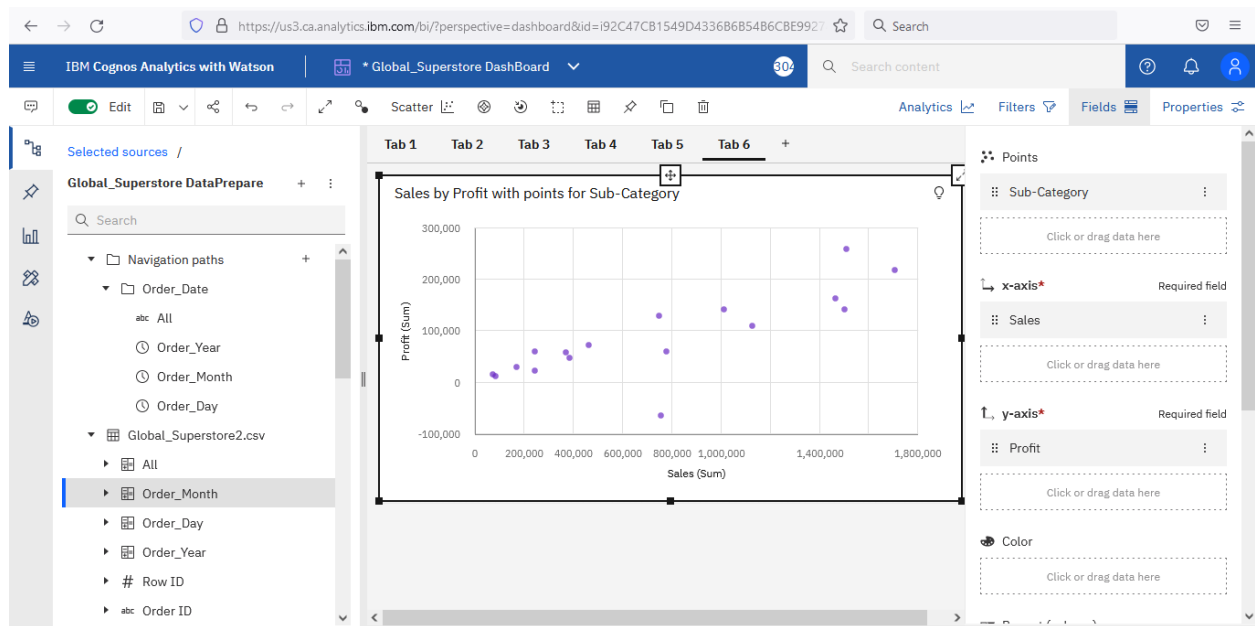 https://us3.ca.analytics.ibm.com/bi/?perspective=dashboard&id=i92C47CB1549D4336B6B54B6CBE9927
Search
IBM Cognos Analytics with Watson
* Global_Superstore DashBoard
304
Search content
Edit
Scatter
Analytics
Filters
Fields
Properties
Selected sources /
Global_Superstore DataPrepare
Search
Navigation paths
Order_Date
abc All
Order_Year
Order_Month
Order_Day
Global_Superstore2.csv
All
Order_Month
Order_Day
Order_Year
# Row ID
abc Order ID
Tab 1
Tab 2
Tab 3
Tab 4
Tab 5
Tab 6
+
Sales by Profit with points for Sub-Category
Profit (Sum)
300,000
200,000
100,000
0
-100,000
0 200,000 400,000 600,000 800,000 1,000,000 1,400,000 1,800,000
Sales (Sum)
Points
Sub-Category
Click or drag data here
x-axis* Required field
Sales
Click or drag data here
y-axis* Required field
Profit
Click or drag data here
Color
Click or drag data here